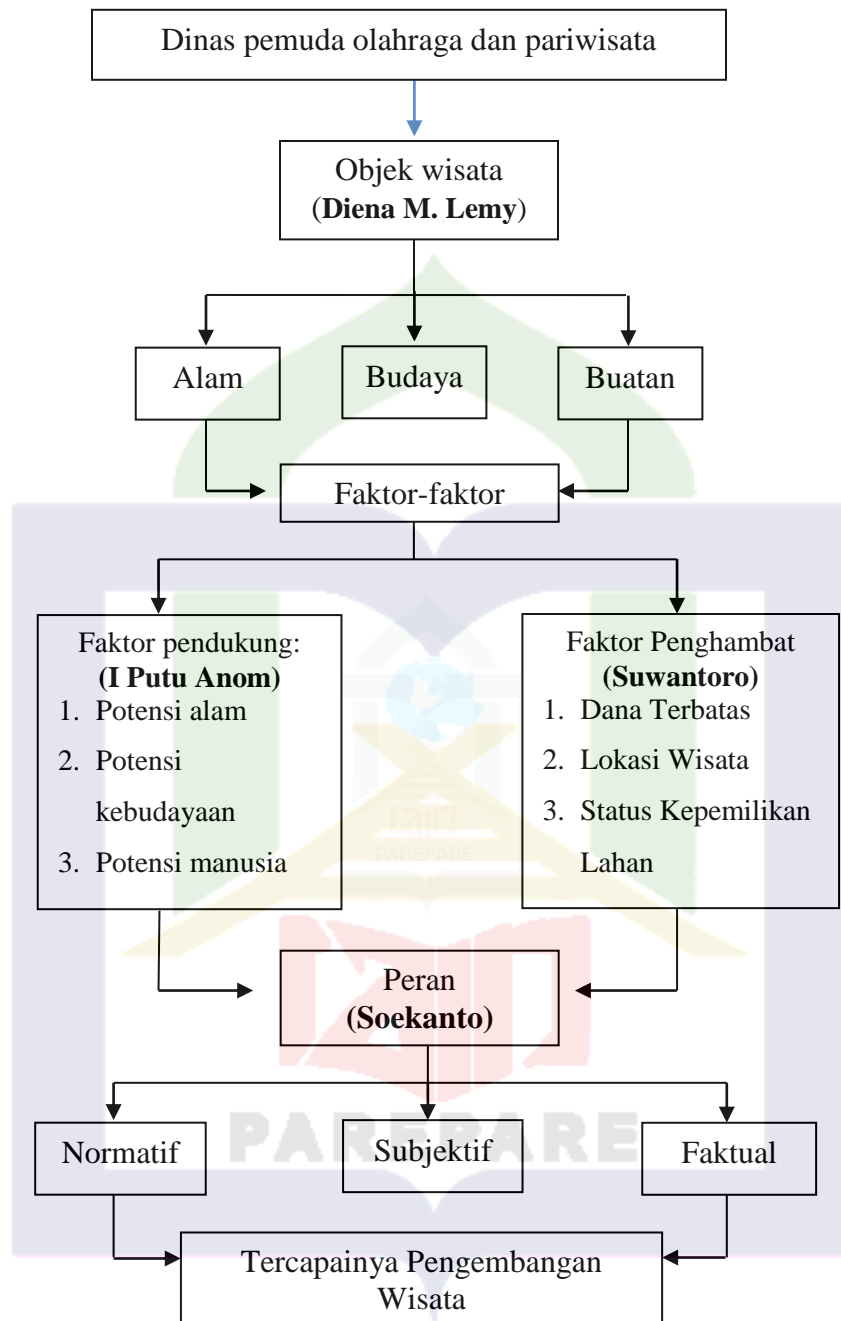 Dinas pemuda olahraga dan pariwisata
Objek wisata
(Diena M. Lemy)
Alam
Budaya
Buatan
Faktor-faktor
Faktor pendukung:
(I Putu Anom)
1. Potensi alam
2. Potensi
kebudayaan
3. Potensi manusia
Faktor Penghambat
(Suwantoro)
1. Dana Terbatas
2. Lokasi Wisata
3. Status Kepemilikan
Lahan
PAREPARE
Peran
(Soekanto)
Normatif
Subjektif
Faktual
PAREPARE
Tercapainya Pengembangan
Wisata